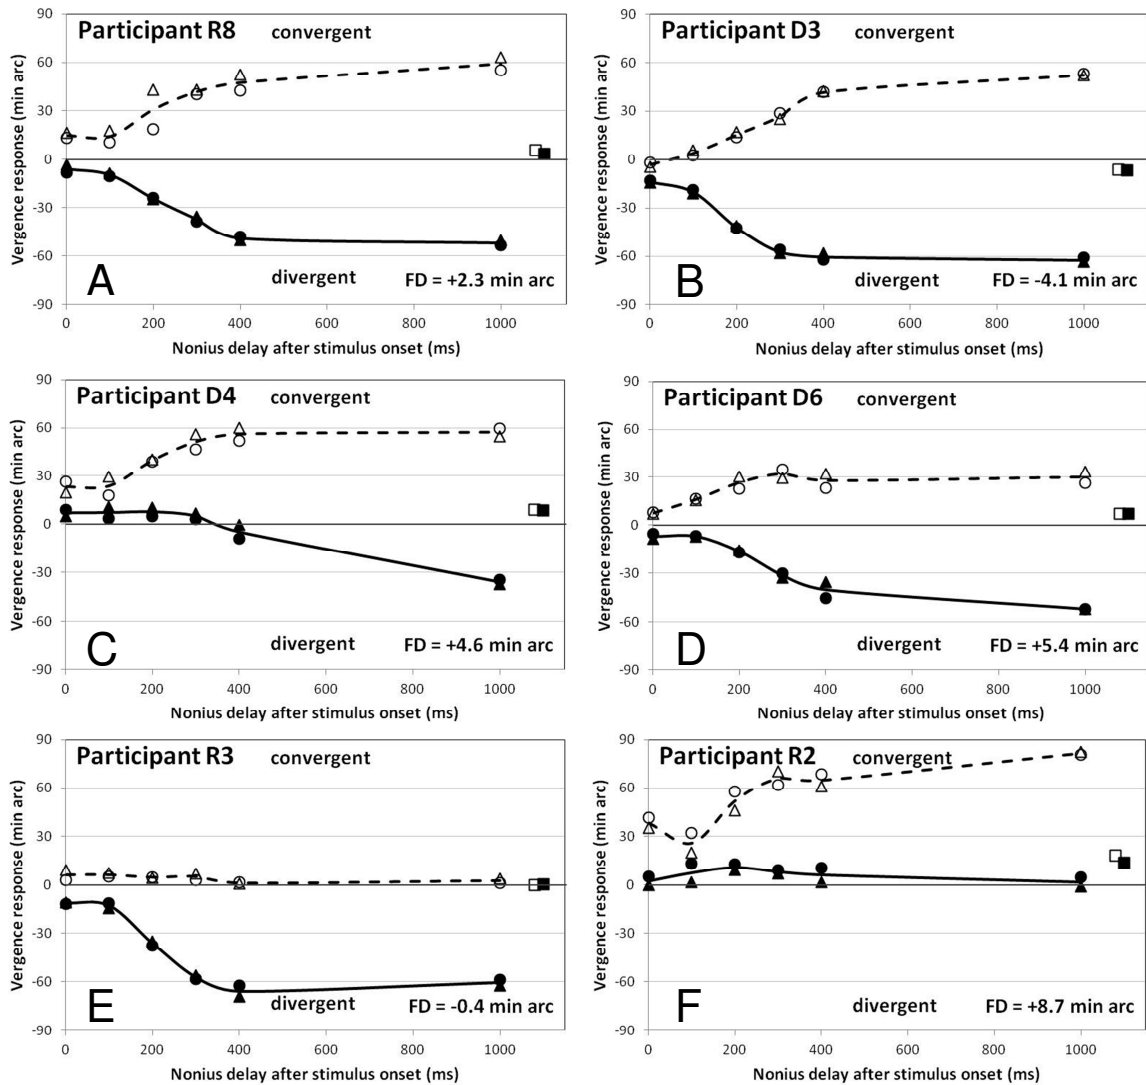 Participant R8 convergent
Vergence response (min arc)
90
60
30
0
-30
-60
-90
A
divergent FD = +2.3 min arc
0 200 400 600 800 1000
Nonius delay after stimulus onset (ms)
Participant D3 convergent
Vergence response (min arc)
90
60
30
0
-30
-60
-90
B
divergent FD = -4.1 min arc
0 200 400 600 800 1000
Nonius delay after stimulus onset (ms)
Participant D4 convergent
Vergence response (min arc)
90
60
30
0
-30
-60
-90
C
divergent FD = +4.6 min arc
0 200 400 600 800 1000
Nonius delay after stimulus onset (ms)
Participant D6 convergent
Vergence response (min arc)
90
60
30
0
-30
-60
-90
D
divergent FD = +5.4 min arc
0 200 400 600 800 1000
Nonius delay after stimulus onset (ms)
Participant R3 convergent
Vergence response (min arc)
90
60
30
0
-30
-60
-90
E
divergent FD = -0.4 min arc
0 200 400 600 800 1000
Nonius delay after stimulus onset (ms)
Participant R2 convergent
Vergence response (min arc)
90
60
30
0
-30
-60
-90
F
divergent FD = +8.7 min arc
0 200 400 600 800 1000
Nonius delay after stimulus onset (ms)